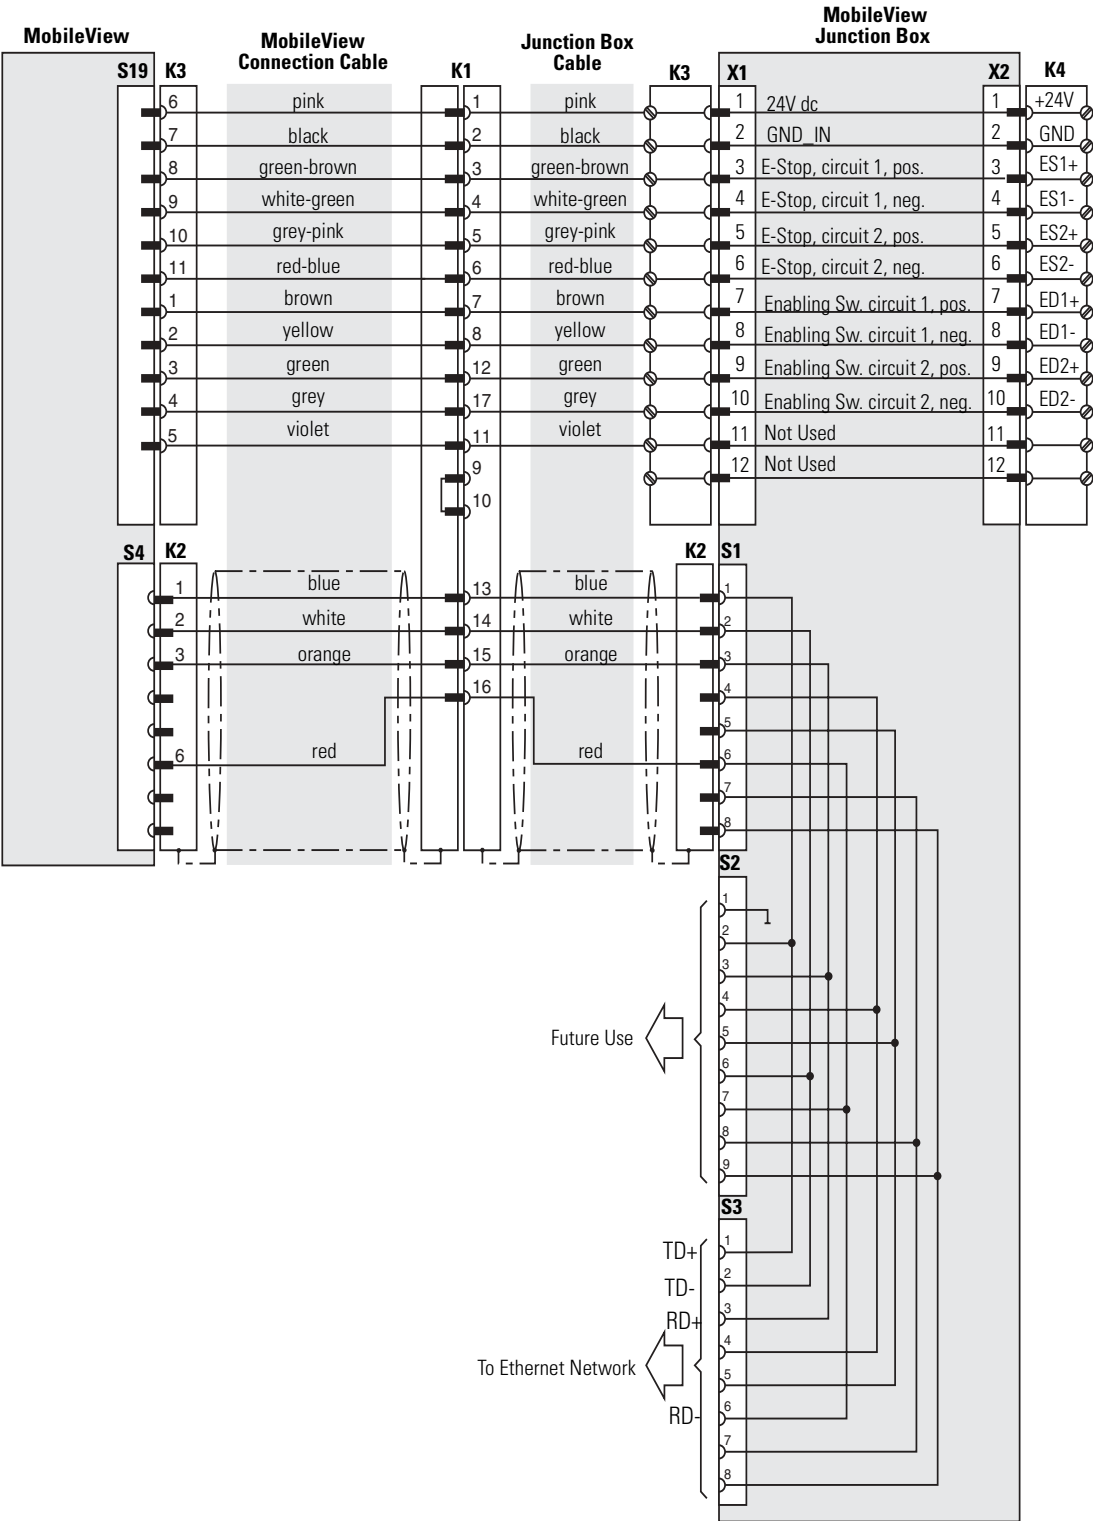 MobileView
MobileView
Connection Cable
Junction Box
Cable
MobileView
Junction Box
S19 K3 K1 K3 X1 X2 K4
6 pink 1 pink 1 24V dc 1 +24V
7 black 2 black 2 GND_IN 2 GND
8 green-brown 3 green-brown 3 E-Stop, circuit 1, pos. 3 ES1+
9 white-green 4 white-green 4 E-Stop, circuit 1, neg. 4 ES1-
10 grey-pink 5 grey-pink 5 E-Stop, circuit 2, pos. 5 ES2+
11 red-blue 6 red-blue 6 E-Stop, circuit 2, neg. 6 ES2-
1 brown 7 brown 7 Enabling Sw. circuit 1, pos. 7 ED1+
2 yellow 8 yellow 8 Enabling Sw. circuit 1, neg. 8 ED1-
3 green 12 green 9 Enabling Sw. circuit 2, pos. 9 ED2+
4 grey 17 grey 10 Enabling Sw. circuit 2, neg. 10 ED2-
5 violet 11 violet 11 Not Used 11
9 12 Not Used 12
10
S4 K2 K2 S1
1 blue 13 blue 1
2 white 14 white 2
3 orange 15 orange 3
16 4
5
6 red red 6
7
8
S2
1
2
3
4
Future Use 5
6
7
8
9
S3
TD+ 1
TD- 2
RD+ 3
4
To Ethernet Network 5
RD- 6
7
8